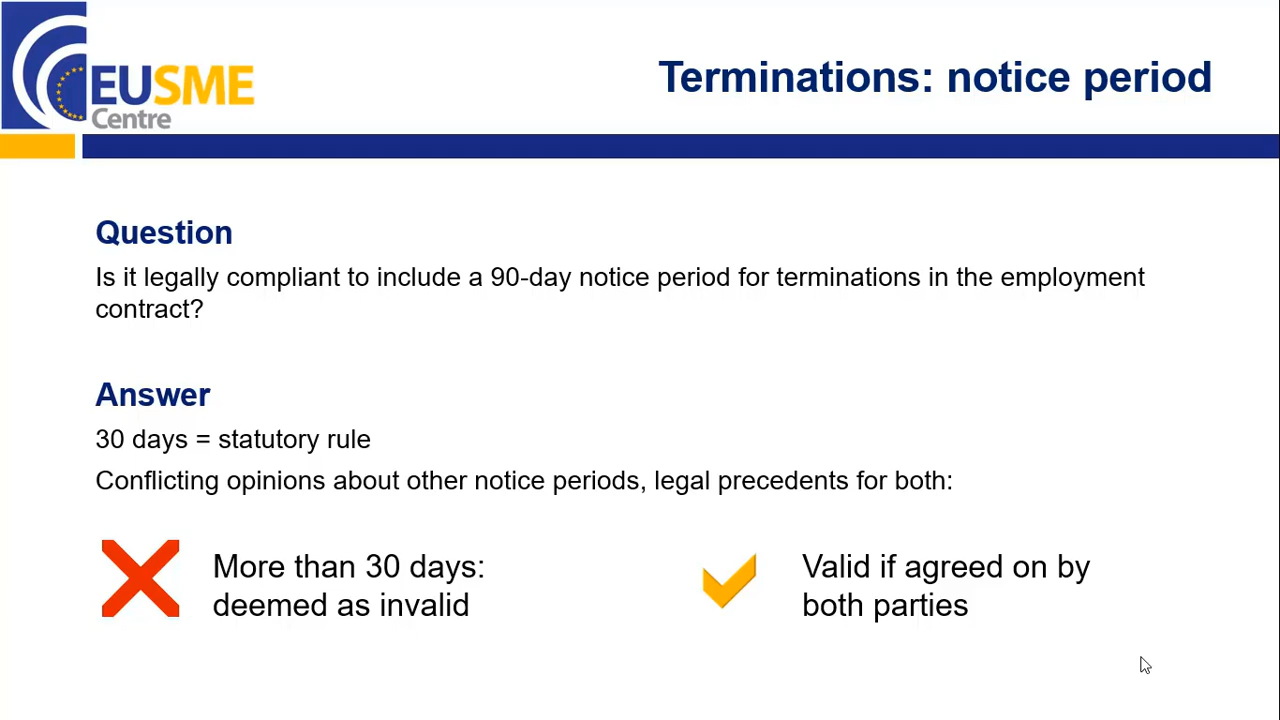 EUSME
Centre
Terminations: notice period
Question
Is it legally compliant to include a 90-day notice period for terminations in the employment
contract?
Answer
30 days = statutory rule
Conflicting opinions about other notice periods, legal precedents for both:
More than 30 days:
deemed as invalid
Valid if agreed on by
both parties